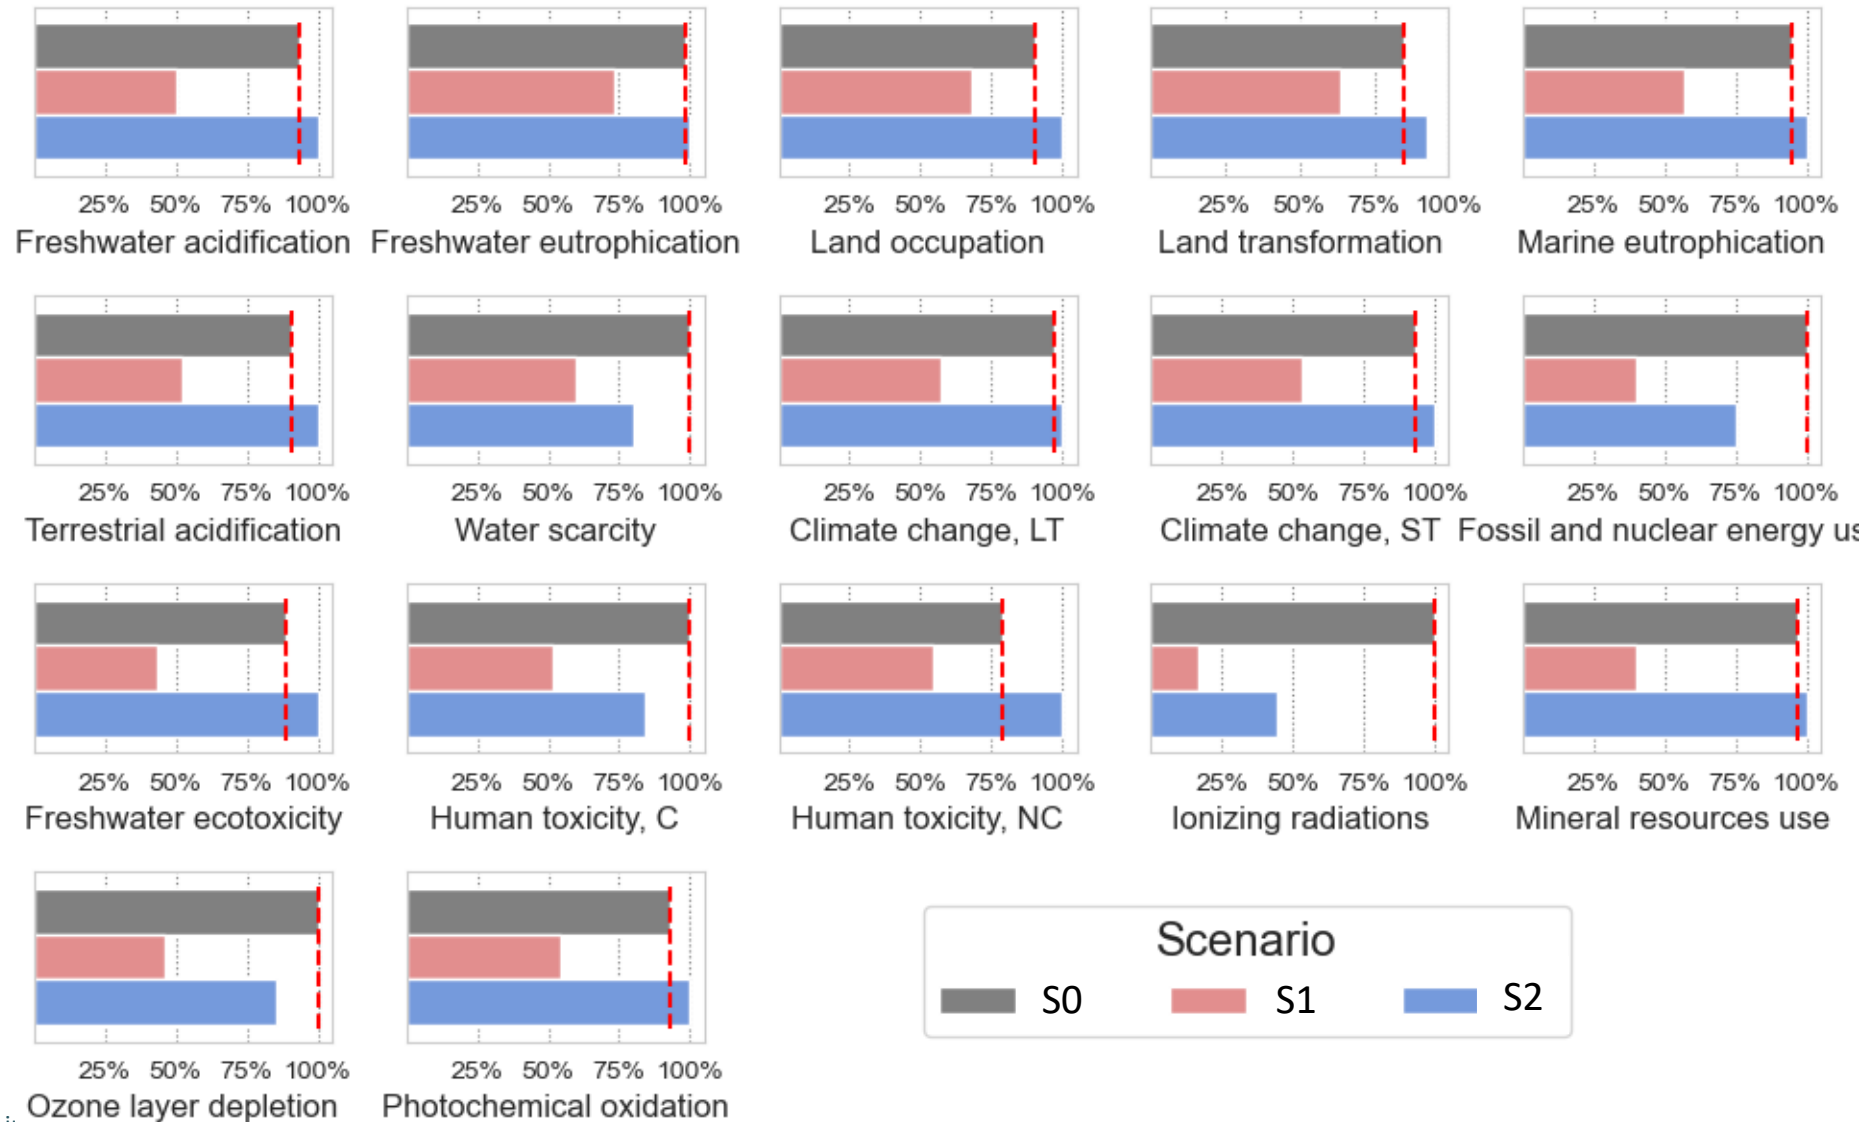 25% 50% 75% 100% 25% 50% 75% 100% 25% 50% 75% 100% 25% 50% 75% 100% 25% 50% 75% 100%
Freshwater acidification Freshwater eutrophication Land occupation Land transformation Marine eutrophication
25% 50% 75% 100% 25% 50% 75% 100% 25% 50% 75% 100% 25% 50% 75% 100% 25% 50% 75% 100%
Terrestrial acidification Water scarcity Climate change, LT Climate change, ST Fossil and nuclear energy us
25% 50% 75% 100% 25% 50% 75% 100% 25% 50% 75% 100% 25% 50% 75% 100% 25% 50% 75% 100%
Freshwater ecotoxicity Human toxicity, C Human toxicity, NC Ionizing radiations Mineral resources use
Scenario
S0 S1 S2
25% 50% 75% 100% 25% 50% 75% 100%
Ozone layer depletion Photochemical oxidation